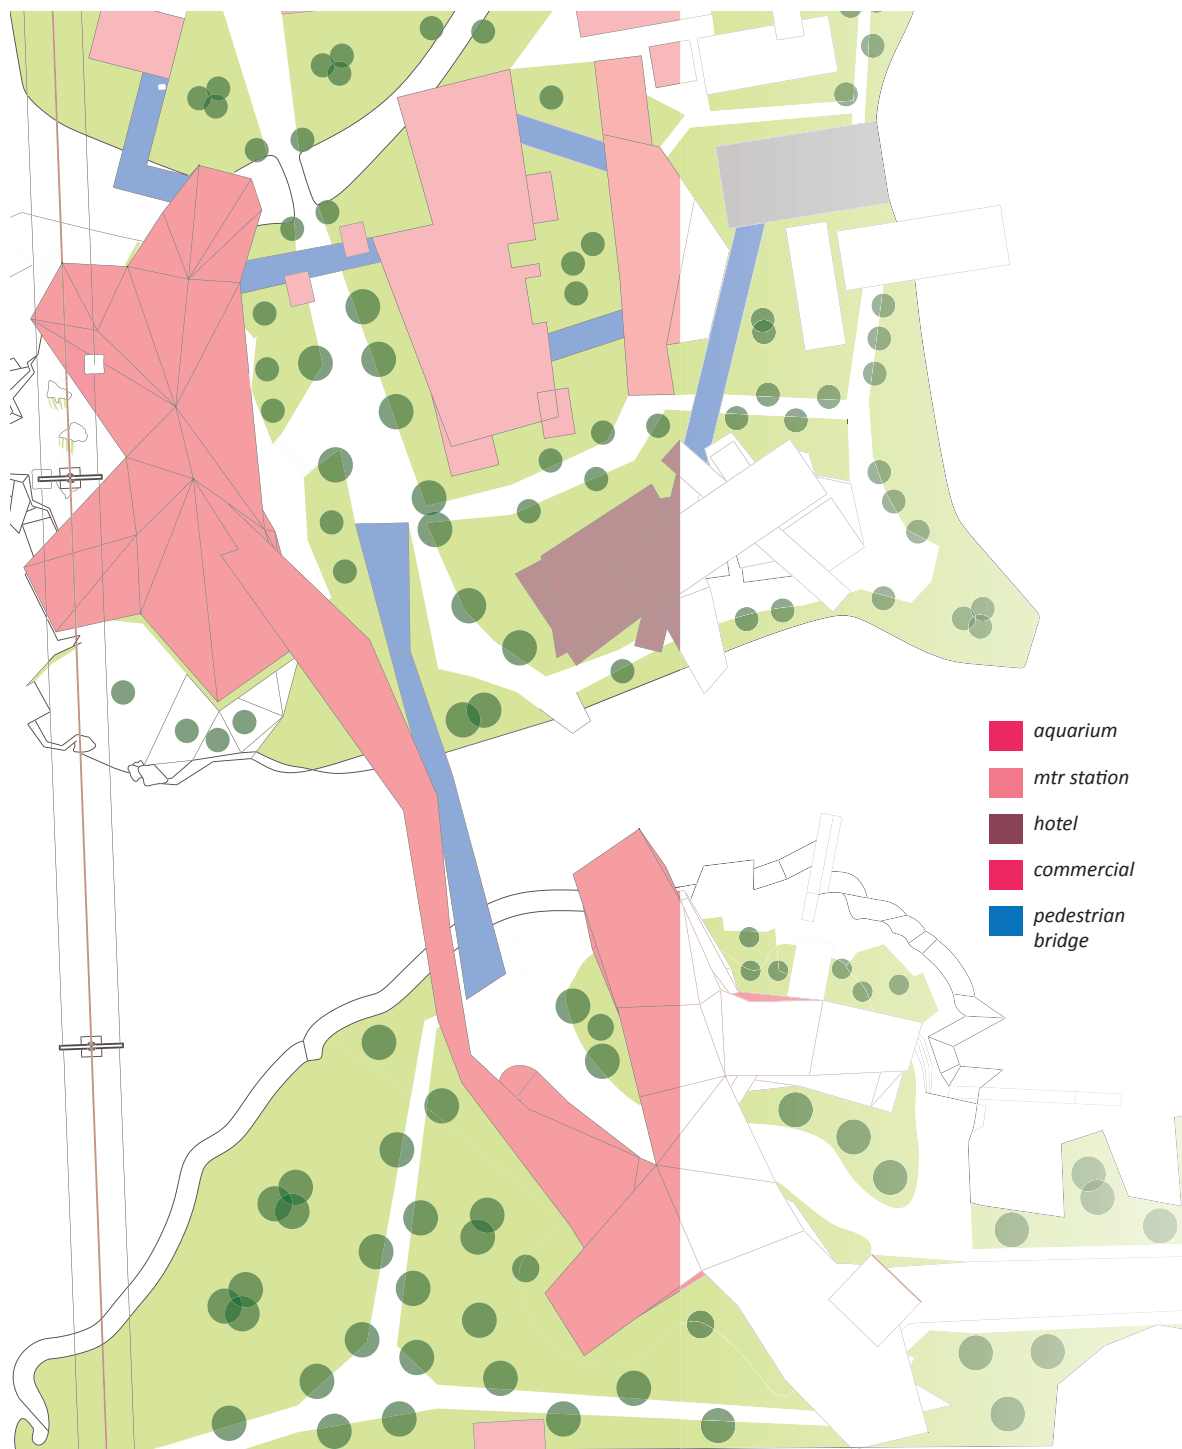 aquarium
mtr station
hotel
commercial
pedestrian
bridge